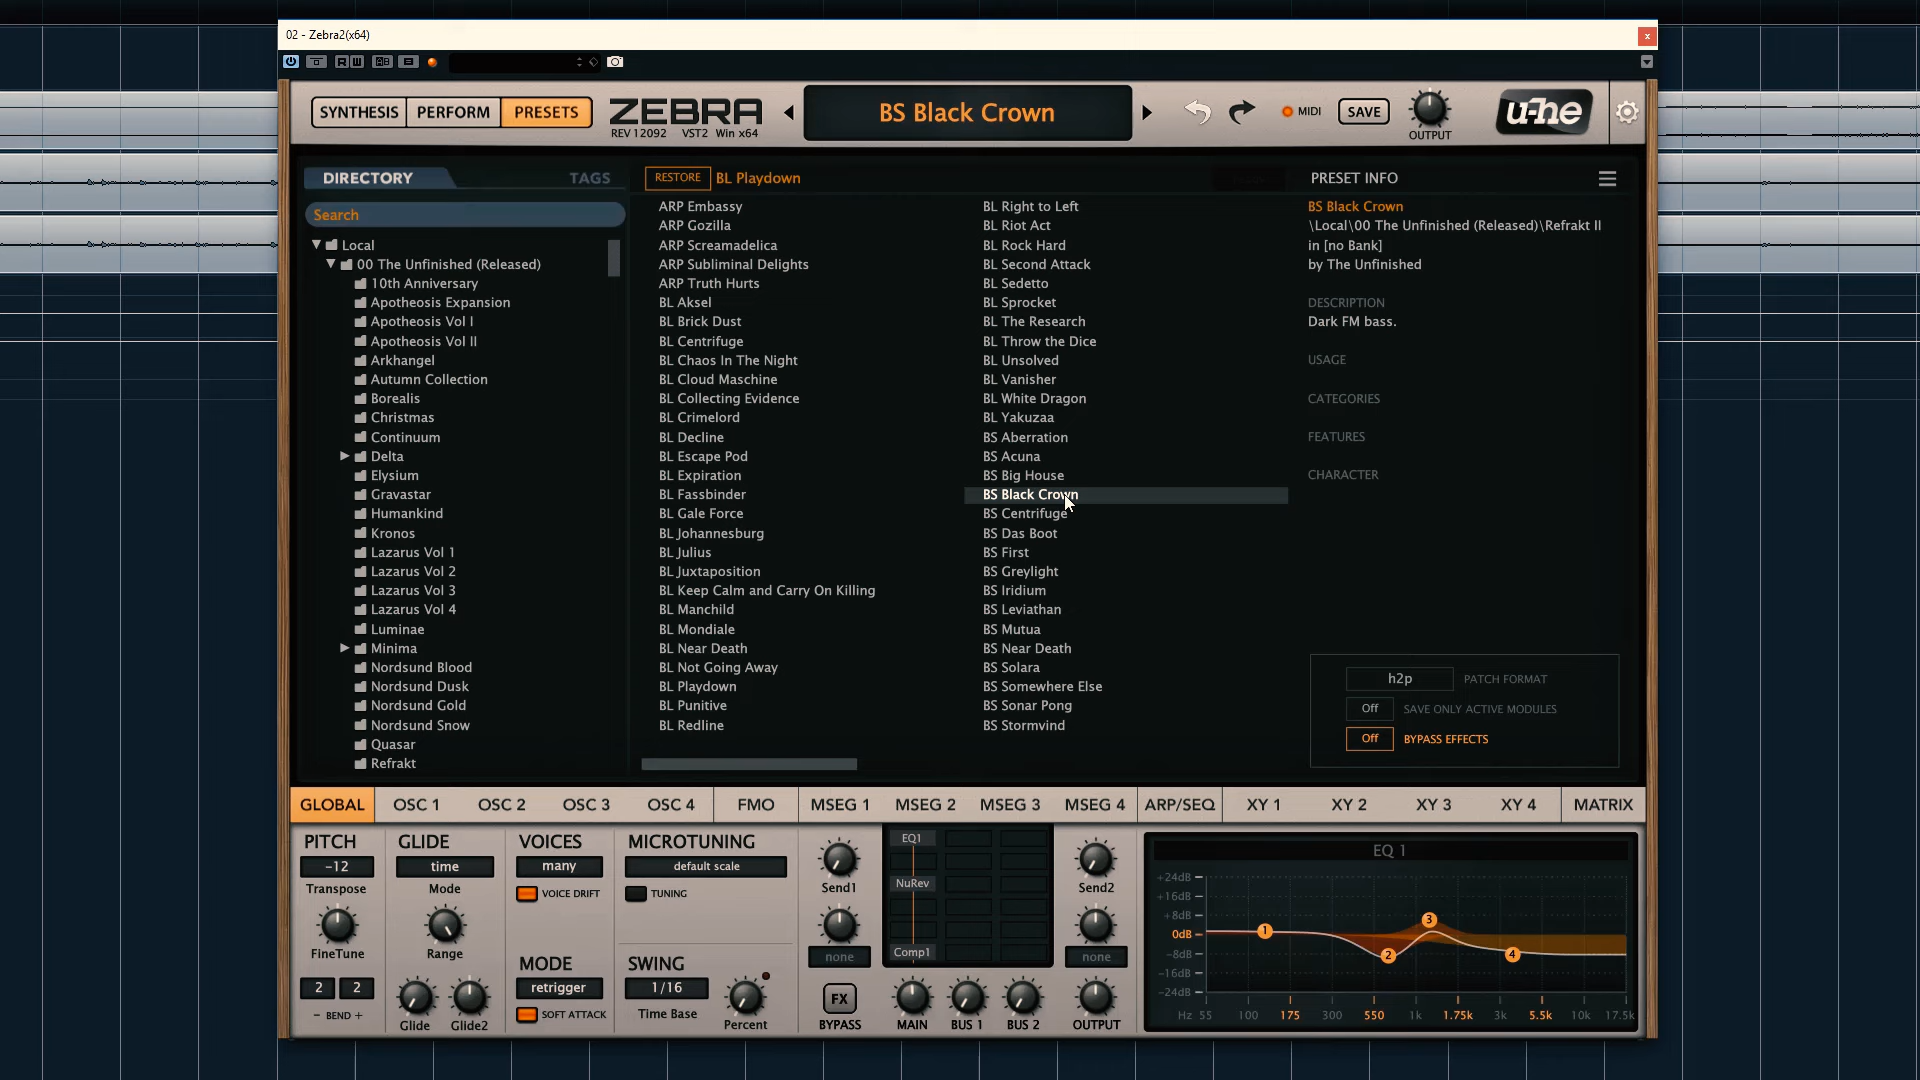 02 - Zebra2(x64)
x
R W AB
SYNTHESIS PERFORM PRESETS
ZEBRA
REV 12092 VST2 Win x64
BS Black Crown
MIDI SAVE
OUTPUT
u-he
DIRECTORY TAGS
Search
Local
00 The Unfinished (Released)
10th Anniversary
Apotheosis Expansion
Apotheosis Vol I
Apotheosis Vol II
Arkhangel
Autumn Collection
Borealis
Christmas
Continuum
Delta
Elysium
Gravastar
Humankind
Kronos
Lazarus Vol 1
Lazarus Vol 2
Lazarus Vol 3
Lazarus Vol 4
Luminae
Minima
Nordsund Blood
Nordsund Dusk
Nordsund Gold
Nordsund Snow
Quasar
Refrakt
RESTORE BL Playdown
ARP Embassy
ARP Gozilla
ARP Screamadelica
ARP Subliminal Delights
ARP Truth Hurts
BL Aksel
BL Brick Dust
BL Centrifuge
BL Chaos In The Night
BL Cloud Maschine
BL Collecting Evidence
BL Crimelord
BL Decline
BL Escape Pod
BL Expiration
BL Fassbinder
BL Gale Force
BL Johannesburg
BL Julius
BL Juxtaposition
BL Keep Calm and Carry On Killing
BL Manchild
BL Mondiale
BL Near Death
BL Not Going Away
BL Playdown
BL Punitive
BL Redline
BL Right to Left
BL Riot Act
BL Rock Hard
BL Second Attack
BL Sedetto
BL Sprocket
BL The Research
BL Throw the Dice
BL Unsolved
BL Vanisher
BL White Dragon
BL Yakuzaa
BS Aberration
BS Acuna
BS Big House
BS Black Crown
BS Centrifuge
BS Das Boot
BS First
BS Greylight
BS Iridium
BS Leviathan
BS Mutua
BS Near Death
BS Solara
BS Somewhere Else
BS Sonar Pong
BS Stormvind
PRESET INFO
BS Black Crown
\Local\00 The Unfinished (Released)\Refrakt II
in [no Bank]
by The Unfinished
DESCRIPTION
Dark FM bass.
USAGE
CATEGORIES
FEATURES
CHARACTER
h2p PATCH FORMAT
Off SAVE ONLY ACTIVE MODULES
Off BYPASS EFFECTS
GLOBAL OSC 1 OSC 2 OSC 3 OSC 4 FMO MSEG 1 MSEG 2 MSEG 3 MSEG 4 ARP/SEQ XY 1 XY 2 XY 3 XY 4 MATRIX
PITCH
-12
Transpose
FineTune
2 2
- BEND +
GLIDE
time
Mode
Range
Glide Glide2
VOICES
many
VOICE DRIFT
MODE
retrigger
SOFT ATTACK
MICROTUNING
default scale
TUNING
SWING
1/16
Time Base
Percent
Send1
none
FX
BYPASS
EQ1
NuRev
Comp1
MAIN BUS 1 BUS 2
Send2
none
OUTPUT
EQ 1
+24dB
+16dB
+8dB
0dB
-8dB
-16dB
-24dB
1 2 3 4
Hz 55 100 175 300 550 1k 1.75k 3k 5.5k 10k 17.5k